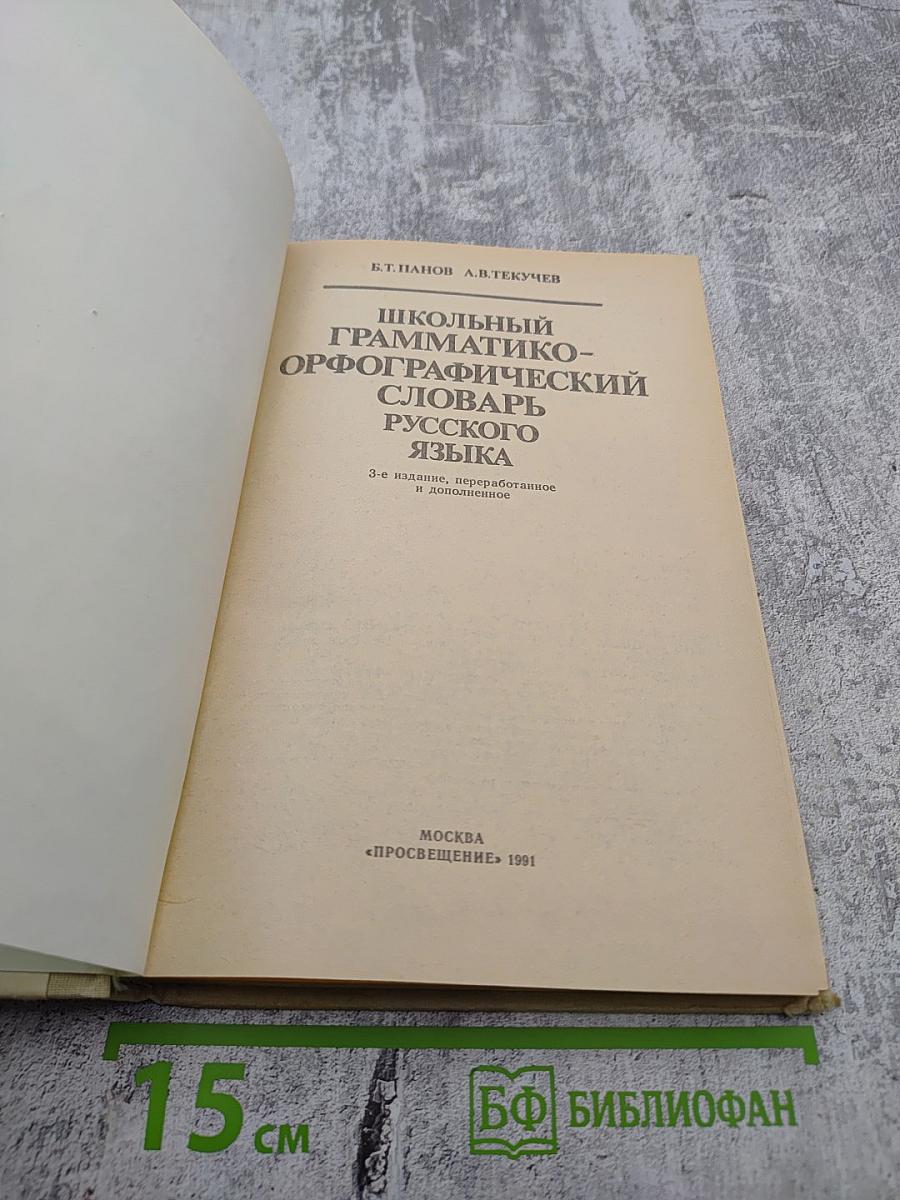 Б.Т.ПАНОВ А.В.ТЕКУЧЕВ
ШКОЛЬНЫЙ
ГРАММАТИКО-
ОРФОГРАФИЧЕСКИЙ
СЛОВАРЬ
РУССКОГО
ЯЗЫКА
3-е издание, переработанное
и дополненное
МОСКВА
«ПРОСВЕЩЕНИЕ» 1991
15 см
БФ БИБЛИОФАН